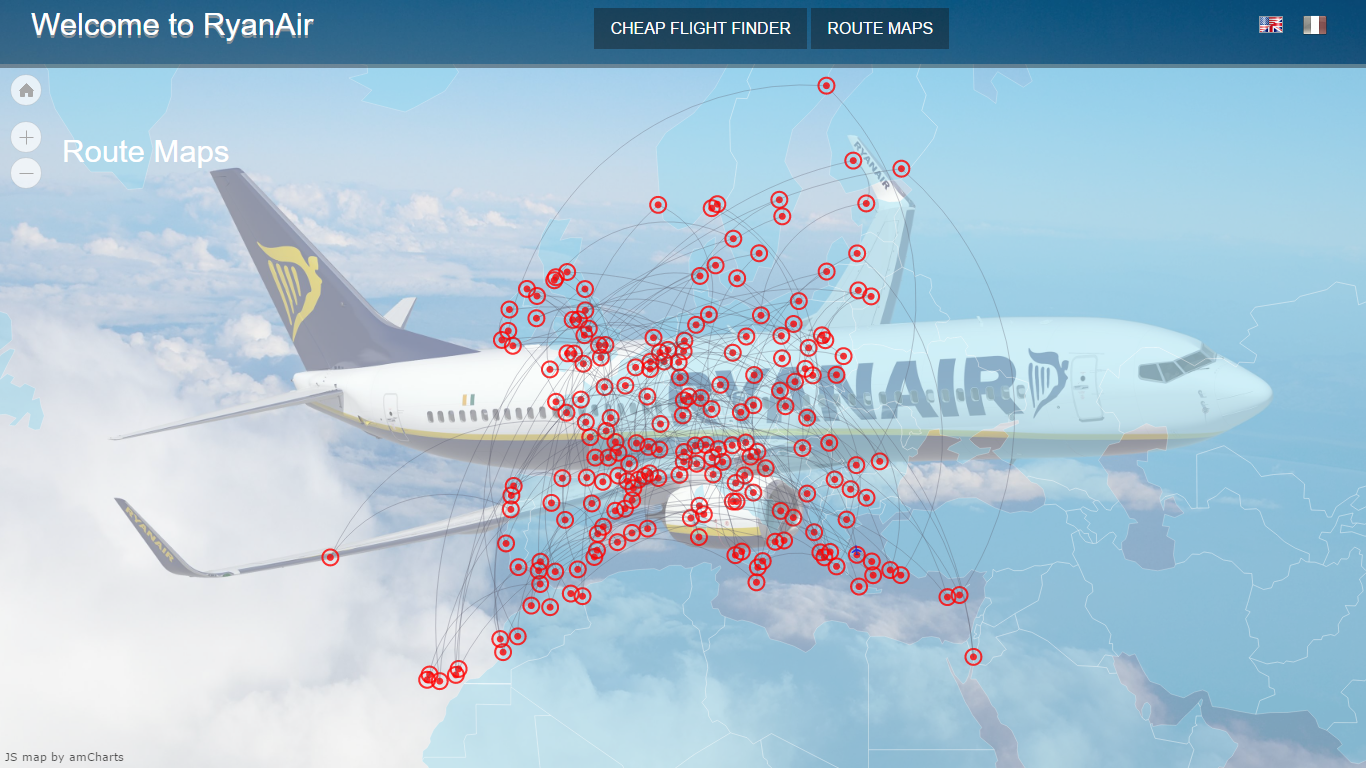 Welcome to RyanAir
CHEAP FLIGHT FINDER
ROUTE MAPS
Route Maps
RYANAIR
RYANAIR
RYANAIR
JS map by amCharts